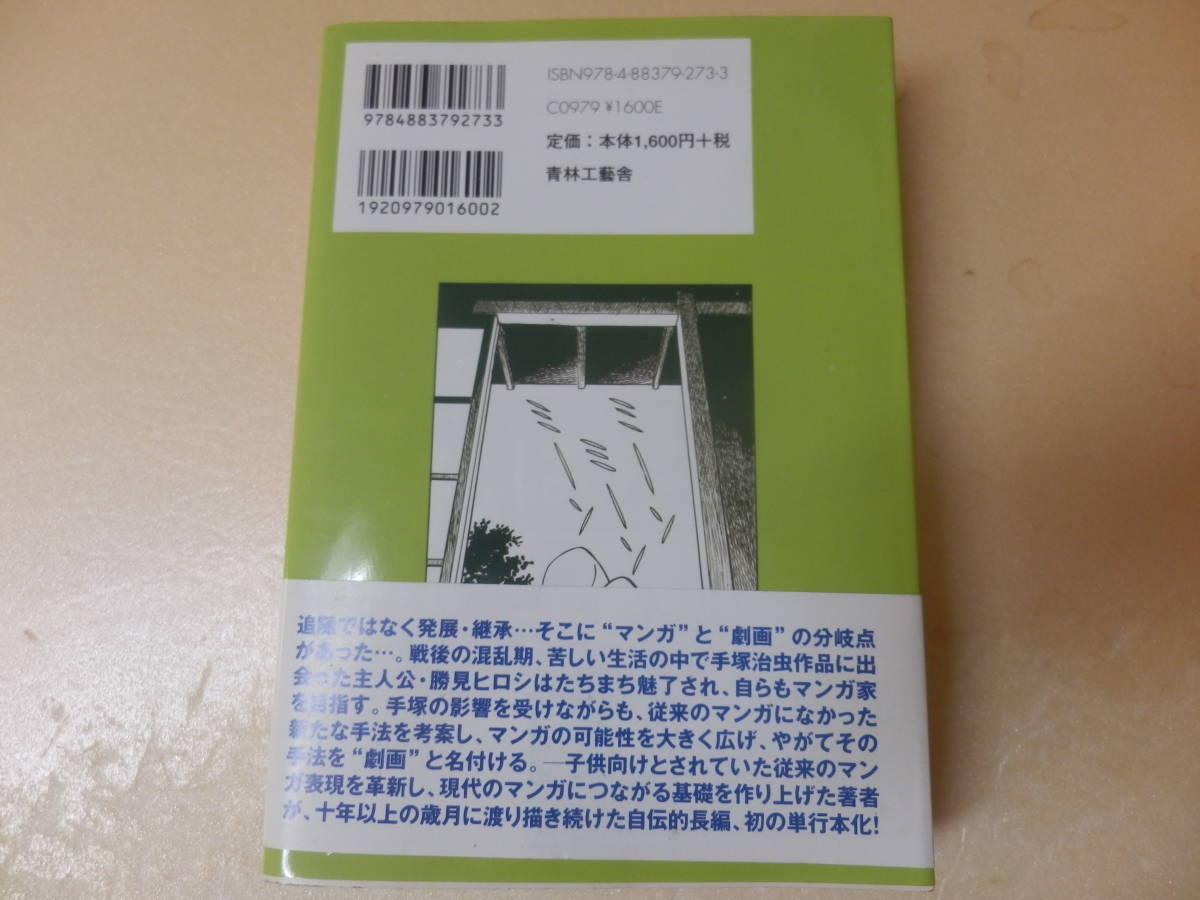 ISBN978-4-88379-273-3
9784883792733
C0979 ¥1600E
定価：本体1,600円＋税
1920979016002
青林工藝舎
追随ではなく発展・継承…そこに“マンガ”と“劇画”の分岐点
があった…。戦後の混乱期、苦しい生活の中で手塚治虫作品に出
会った主人公・勝見ヒロシはたちまち魅了され、自らもマンガ家
を目指す。手塚の影響を受けながらも、従来のマンガになかった
新たな手法を考案し、マンガの可能性を大きく広げ、やがてその
手法を“劇画”と名付ける。―子供向けとされていた従来のマン
ガ表現を革新し、現代のマンガにつながる基礎を作り上げた著者
が、十年以上の歳月に渡り描き続けた自伝的長編、初の単行本化！